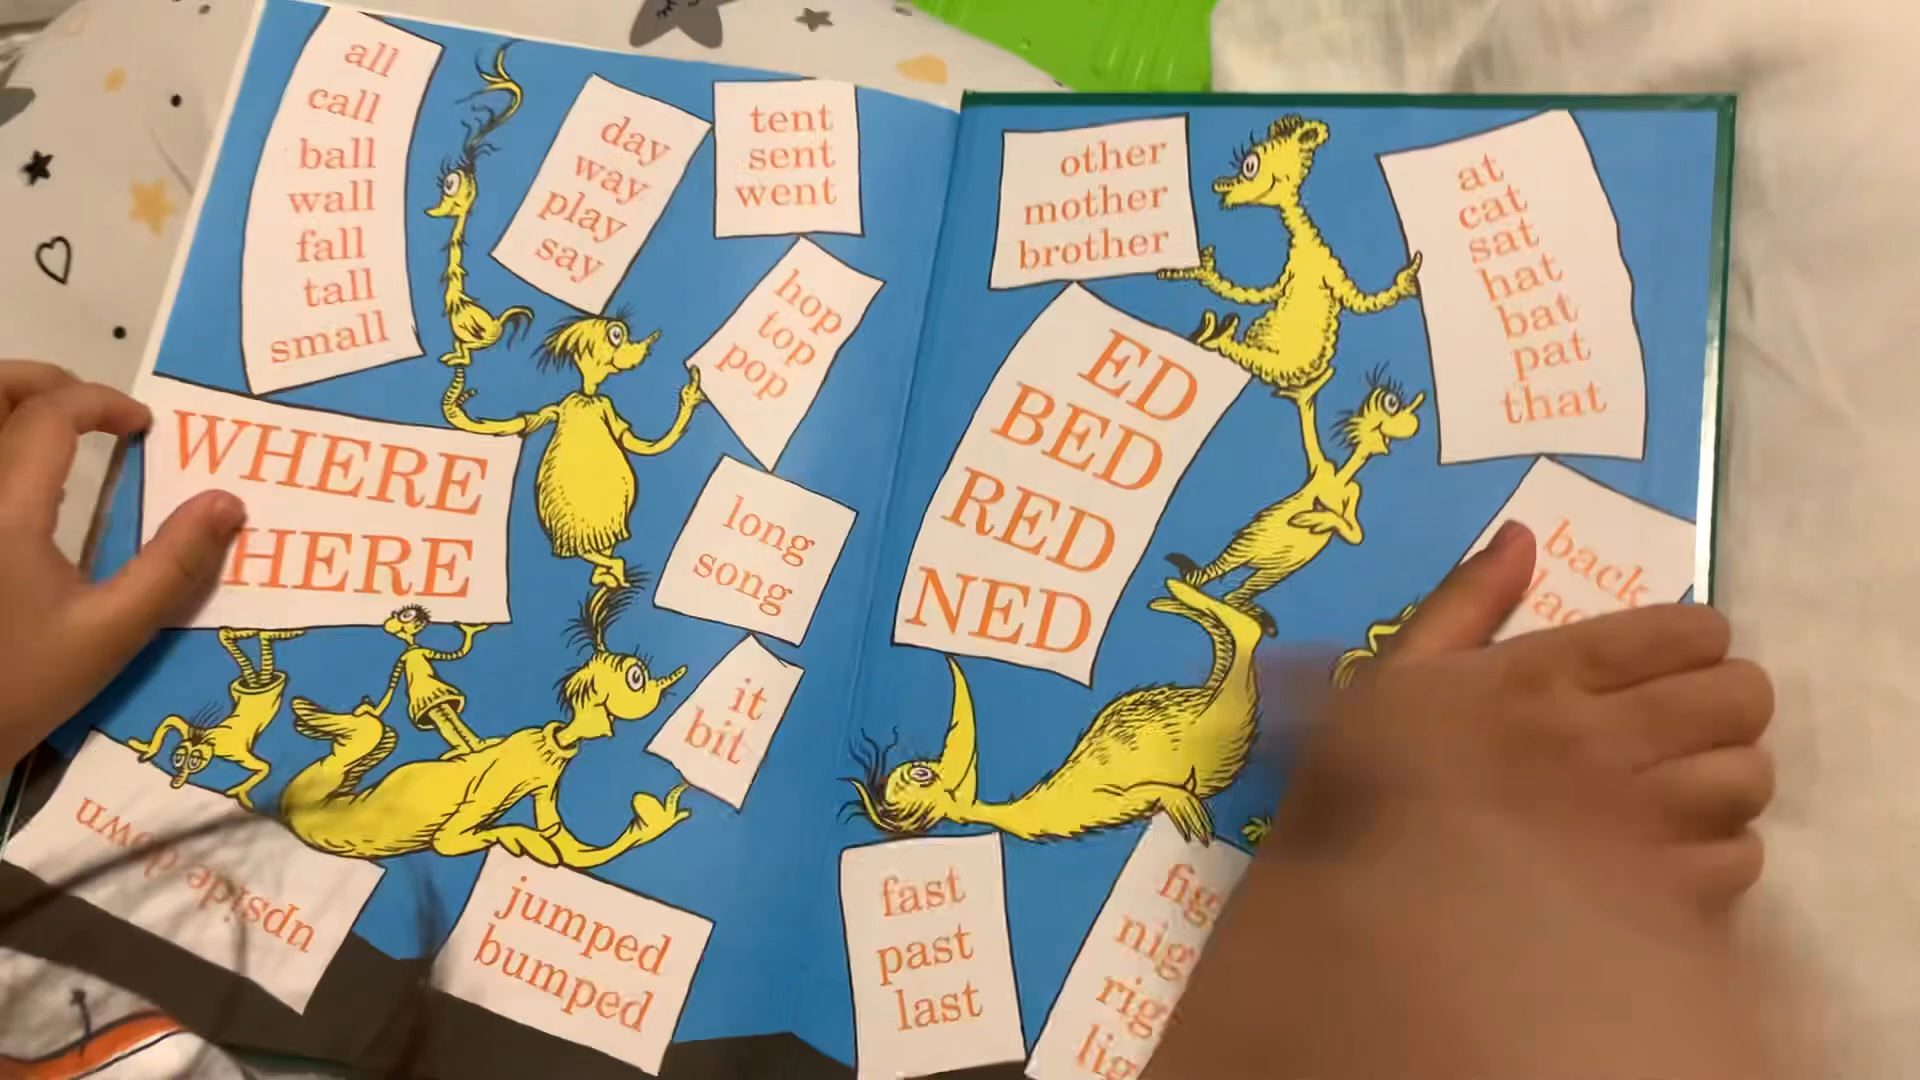 all
call
ball
wall
fall
tall
small
day
way
play
say
tent
sent
went
hop
top
pop
WHERE
HERE
long
song
it
bit
upside down
jumped
bumped
other
mother
brother
at
cat
sat
hat
bat
pat
that
ED
BED
RED
NED
back
fast
past
last